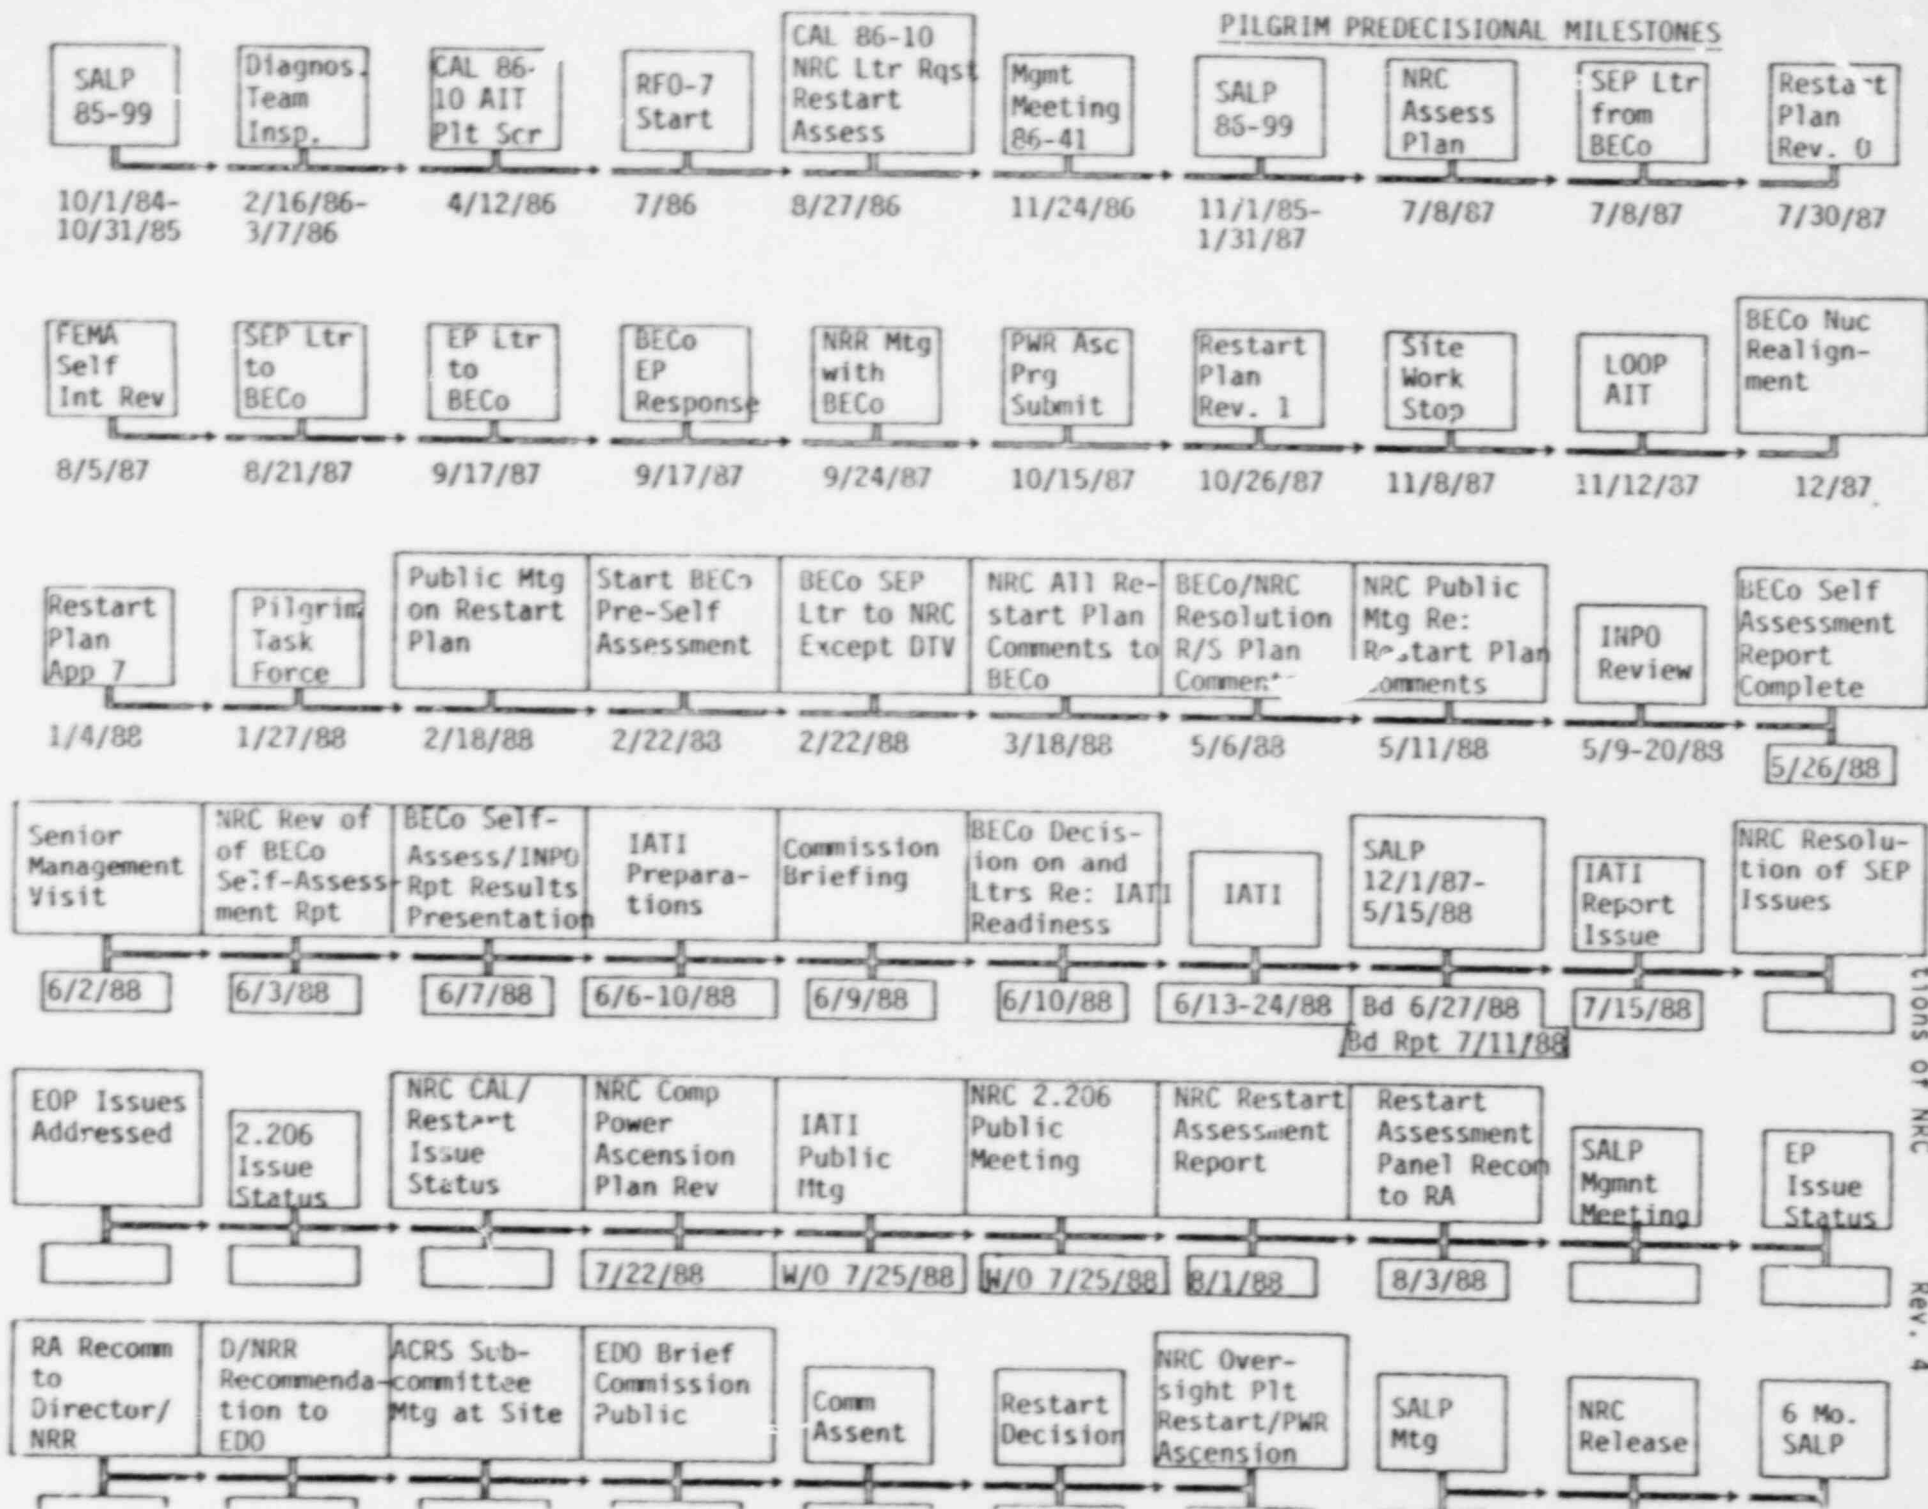 PILGRIM PREDECISIONAL MILESTONES
SALP
85-99
10/1/84-
10/31/85
Diagnos.
Team
Insp.
2/16/86-
3/7/86
CAL 86-
10 AIT
Plt Scr
4/12/86
RFO-7
Start
7/86
CAL 86-10
NRC Ltr Rqst
Restart
Assess
8/27/86
Mgmt
Meeting
86-41
11/24/86
SALP
86-99
11/1/85-
1/31/87
NRC
Assess
Plan
7/8/87
SEP Ltr
from
BECo
7/8/87
Restart
Plan
Rev. 0
7/30/87
FEMA
Self
Int Rev
8/5/87
SEP Ltr
to
BECo
8/21/87
EP Ltr
to
BECo
9/17/87
BECo
EP
Response
9/17/87
NRR Mtg
with
BECo
9/24/87
PWR Asc
Prg
Submit
10/15/87
Restart
Plan
Rev. 1
10/26/87
Site
Work
Stop
11/8/87
LOOP
AIT
11/12/87
BECo Nuc
Realign-
ment
12/87
Restart
Plan
App 7
1/4/88
Pilgrim
Task
Force
1/27/88
Public Mtg
on Restart
Plan
2/18/88
Start BECo
Pre-Self
Assessment
2/22/88
BECo SEP
Ltr to NRC
Except DTV
2/22/88
NRC All Re-
start Plan
Comments to
BECo
3/18/88
BECo/NRC
Resolution
R/S Plan
Comment
5/6/88
NRC Public
Mtg Re:
Restart Plan
Comments
5/11/88
INPO
Review
5/9-20/88
BECo Self
Assessment
Report
Complete
5/26/88
Senior
Management
Visit
6/2/88
NRC Rev of
of BECo
Self-Assess-
ment Rpt
6/3/88
BECo Self-
Assess/INPO
Rpt Results
Presentation
6/7/88
IATI
Prepara-
tions
6/6-10/88
Commission
Briefing
6/9/88
BECo Decis-
ion on and
Ltrs Re: IATI
Readiness
6/10/88
IATI
6/13-24/88
SALP
12/1/87-
5/15/88
Bd 6/27/88
Bd Rpt 7/11/88
IATI
Report
Issue
7/15/88
NRC Resolu-
tion of SEP
Issues
EOP Issues
Addressed
2.206
Issue
Status
NRC CAL/
Restart
Issue
Status
NRC Comp
Power
Ascension
Plan Rev
7/22/88
IATI
Public
Mtg
W/O 7/25/88
NRC 2.206
Public
Meeting
W/O 7/25/88
NRC Restart
Assessment
Report
8/1/88
Restart
Assessment
Panel Recom
to RA
8/3/88
SALP
Mgmnt
Meeting
EP
Issue
Status
RA Recomm
to
Director/
NRR
D/NRR
Recommenda-
tion to
EDO
ACRS Sub-
committee
Mtg at Site
EDO Brief
Commission
Public
Comm
Assent
Restart
Decision
NRC Over-
sight Plt
Restart/PWR
Ascension
SALP
Mtg
NRC
Release
6 Mo.
SALP
of NRC
Rev. 4